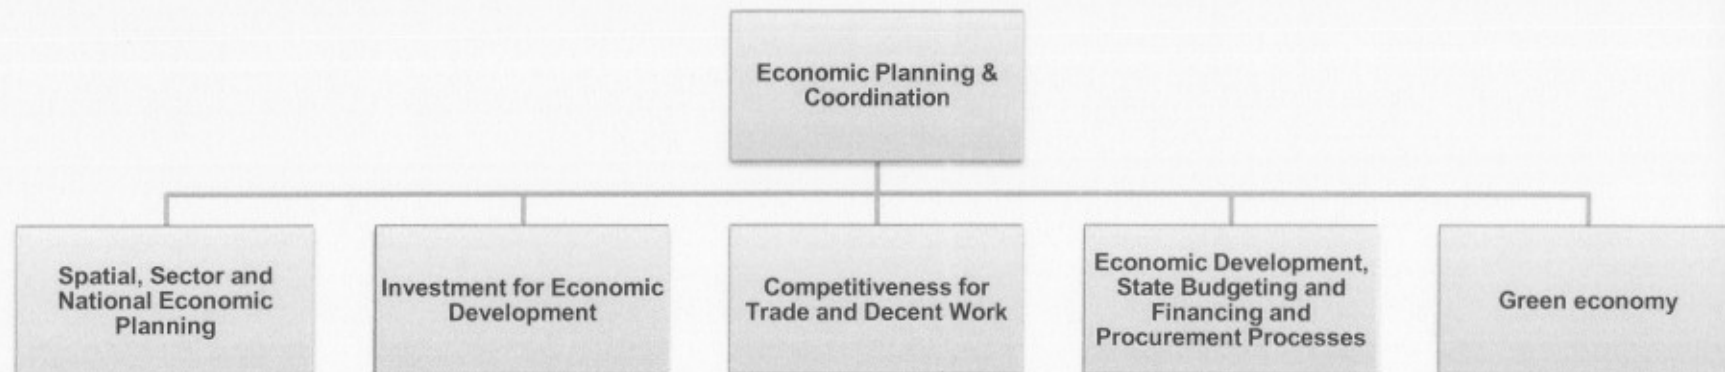 Economic Planning &
Coordination
Spatial, Sector and
National Economic
Planning
Investment for Economic
Development
Competitiveness for
Trade and Decent Work
Economic Development,
State Budgeting and
Financing and
Procurement Processes
Green economy